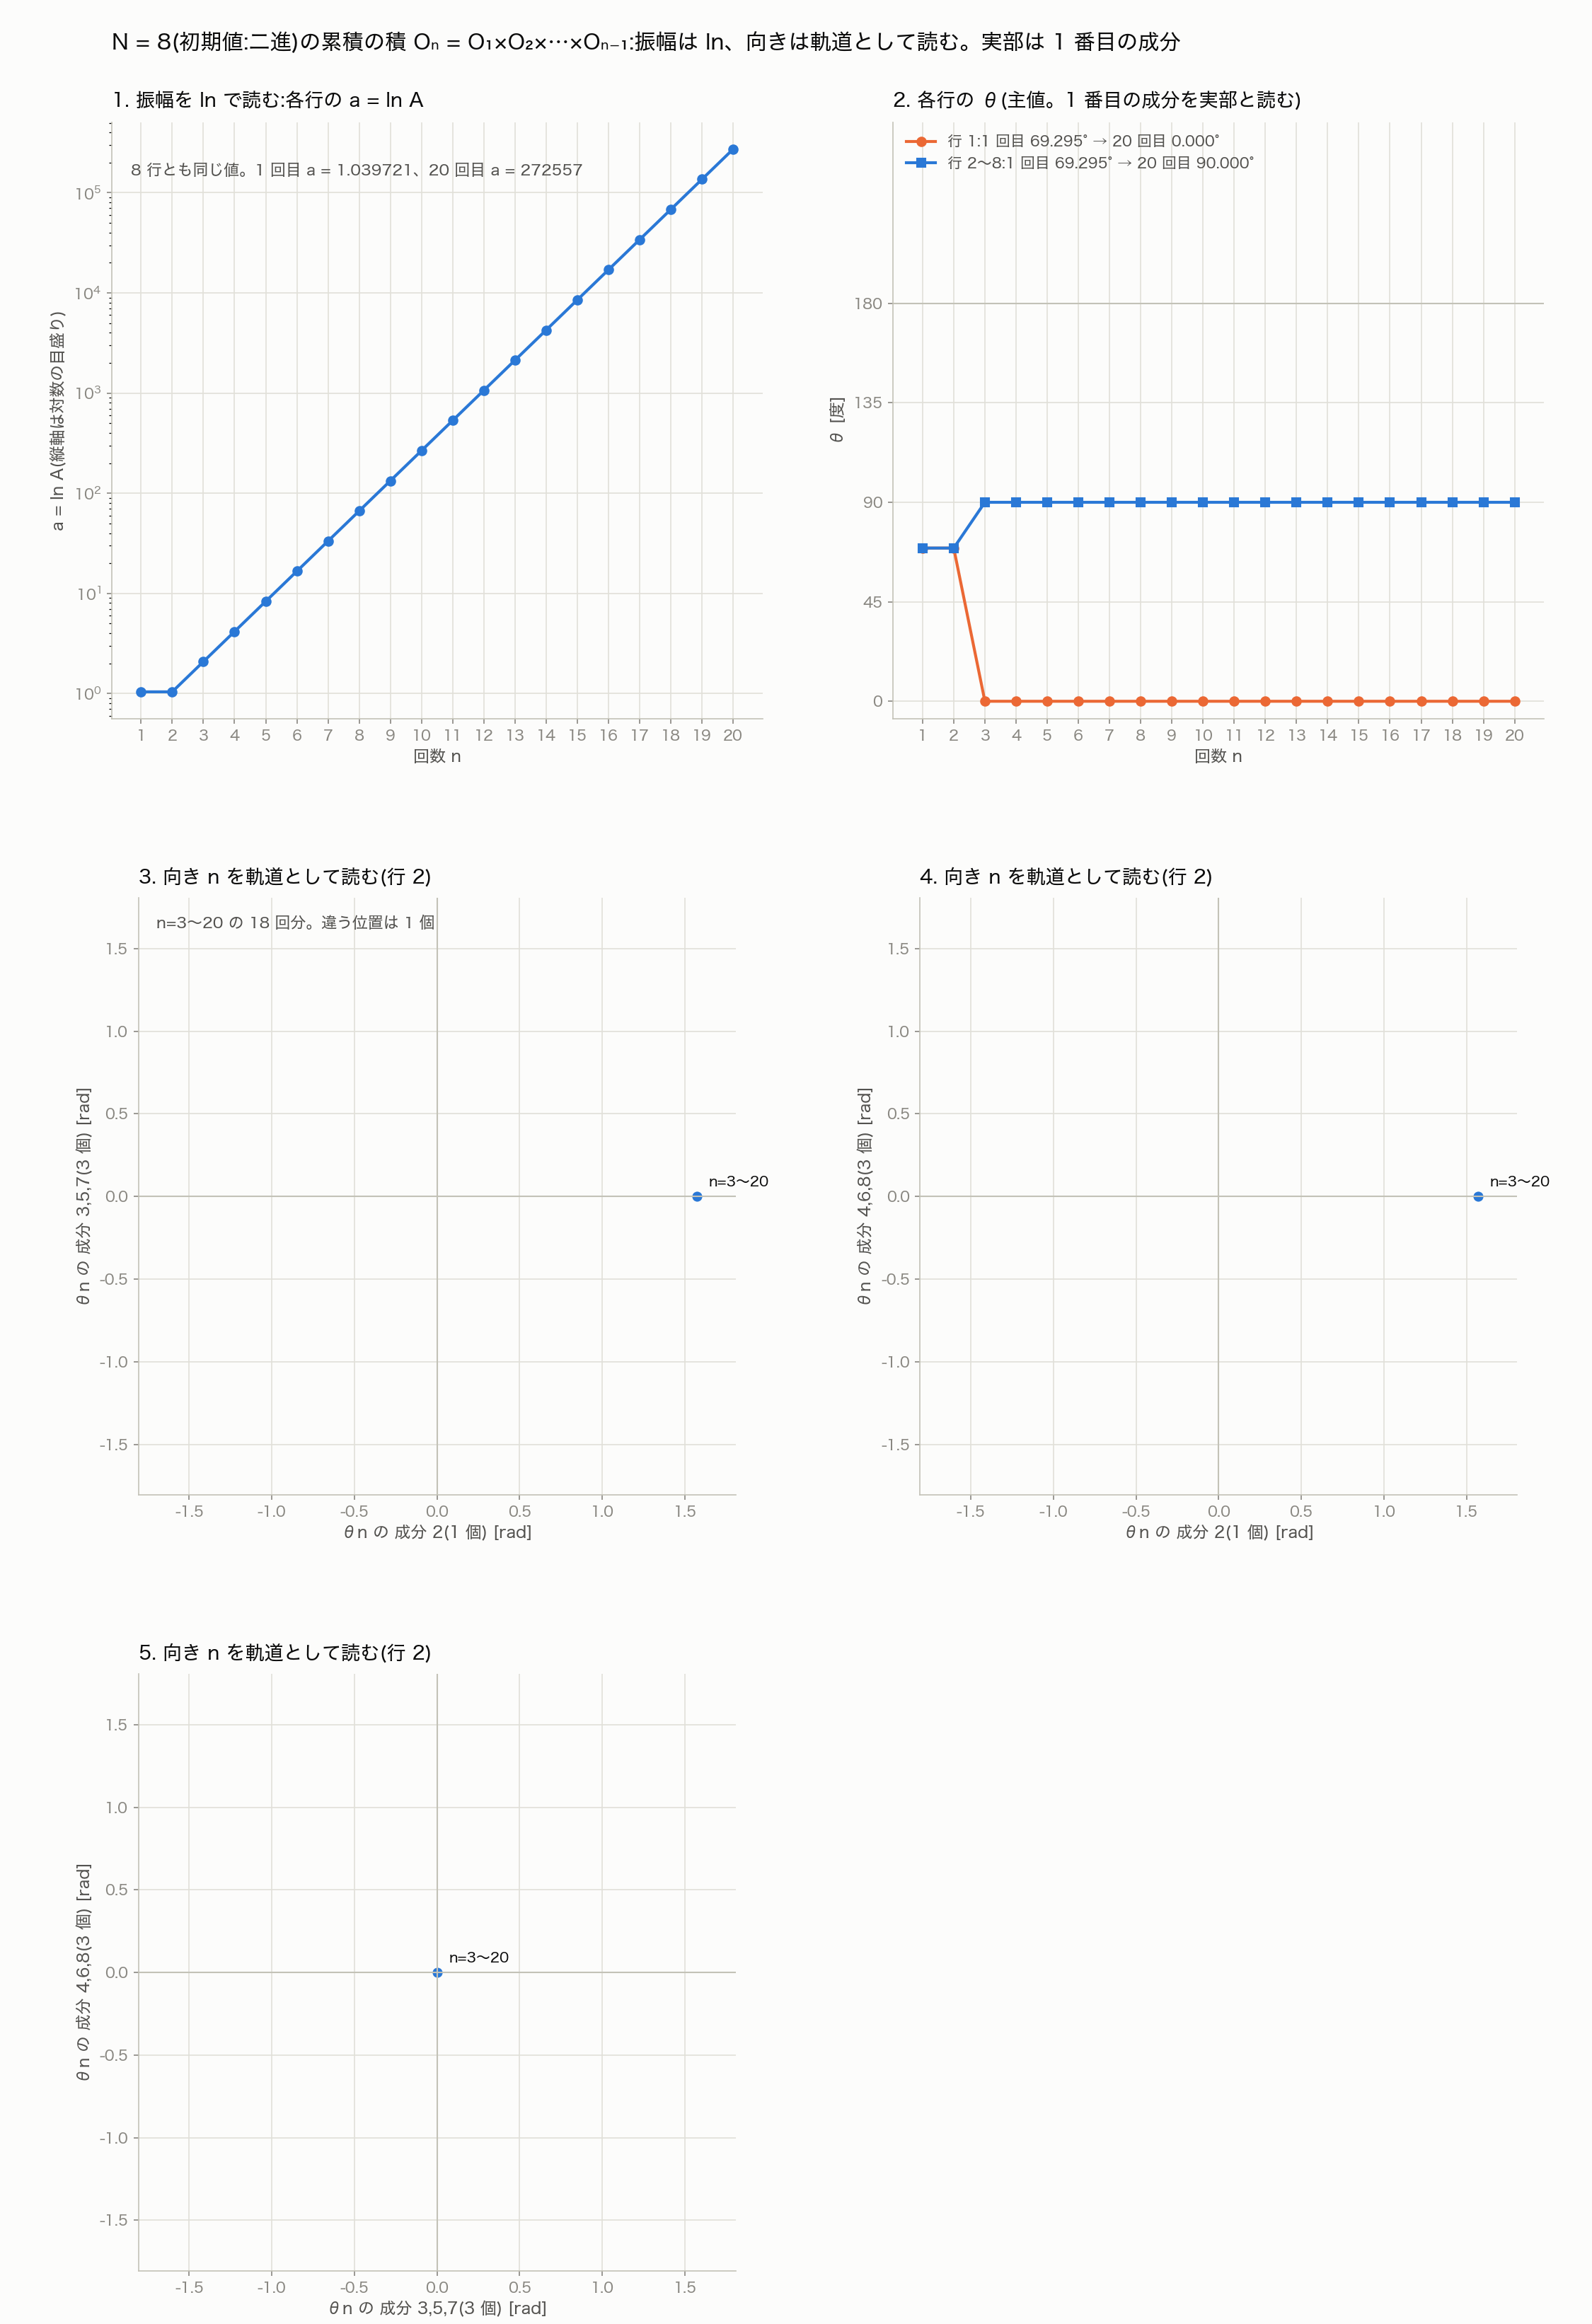 N = 8(初期値:二進)の累積の積 Oₙ = O₁×O₂×⋯×Oₙ₋₁:振幅は ln、向きは軌道として読む。実部は 1 番目の成分
1. 振幅を ln で読む:各行の a = ln A
8 行とも同じ値。1 回目 a = 1.039721、20 回目 a = 272557
a = ln A(縦軸は対数の目盛り)
10⁵
10⁴
10³
10²
10¹
10⁰
1 2 3 4 5 6 7 8 9 10 11 12 13 14 15 16 17 18 19 20
回数 n
2. 各行の θ(主値。1 番目の成分を実部と読む)
行 1:1 回目 69.295° → 20 回目 0.000°
行 2〜8:1 回目 69.295° → 20 回目 90.000°
θ [度]
180
135
90
45
0
1 2 3 4 5 6 7 8 9 10 11 12 13 14 15 16 17 18 19 20
回数 n
3. 向き n を軌道として読む(行 2)
n=3〜20 の 18 回分。違う位置は 1 個
θn の 成分 3,5,7(3 個) [rad]
1.5
1.0
0.5
0.0
-0.5
-1.0
-1.5
n=3〜20
-1.5 -1.0 -0.5 0.0 0.5 1.0 1.5
θn の 成分 2(1 個) [rad]
4. 向き n を軌道として読む(行 2)
θn の 成分 4,6,8(3 個) [rad]
1.5
1.0
0.5
0.0
-0.5
-1.0
-1.5
n=3〜20
-1.5 -1.0 -0.5 0.0 0.5 1.0 1.5
θn の 成分 2(1 個) [rad]
5. 向き n を軌道として読む(行 2)
θn の 成分 4,6,8(3 個) [rad]
1.5
1.0
0.5
0.0
-0.5
-1.0
-1.5
n=3〜20
-1.5 -1.0 -0.5 0.0 0.5 1.0 1.5
θn の 成分 3,5,7(3 個) [rad]